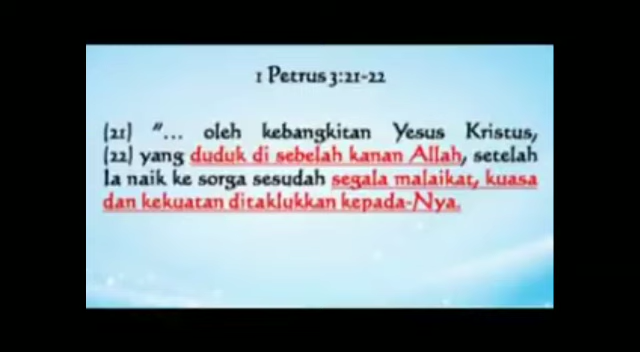 1 Petrus 3:21-22
(21) "... oleh kebangkitan Yesus Kristus,
(22) yang duduk di sebelah kanan Allah, setelah
Ia naik ke sorga sesudah segala malaikat, kuasa
dan kekuatan ditaklukkan kepada-Nya.